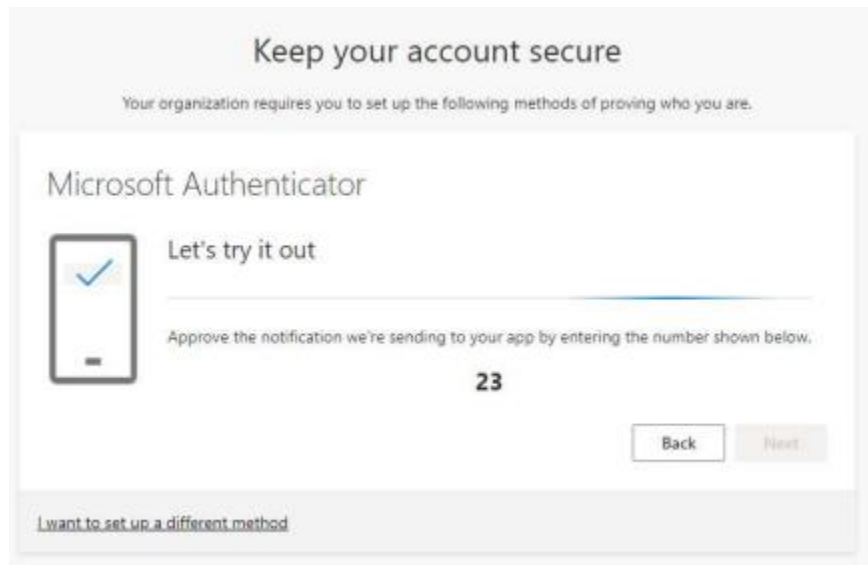 Keep your account secure
Your organization requires you to set up the following methods of proving who you are.
Microsoft Authenticator
Let's try it out
Approve the notification we're sending to your app by entering the number shown below.
23
Back Next
I want to set up a different method